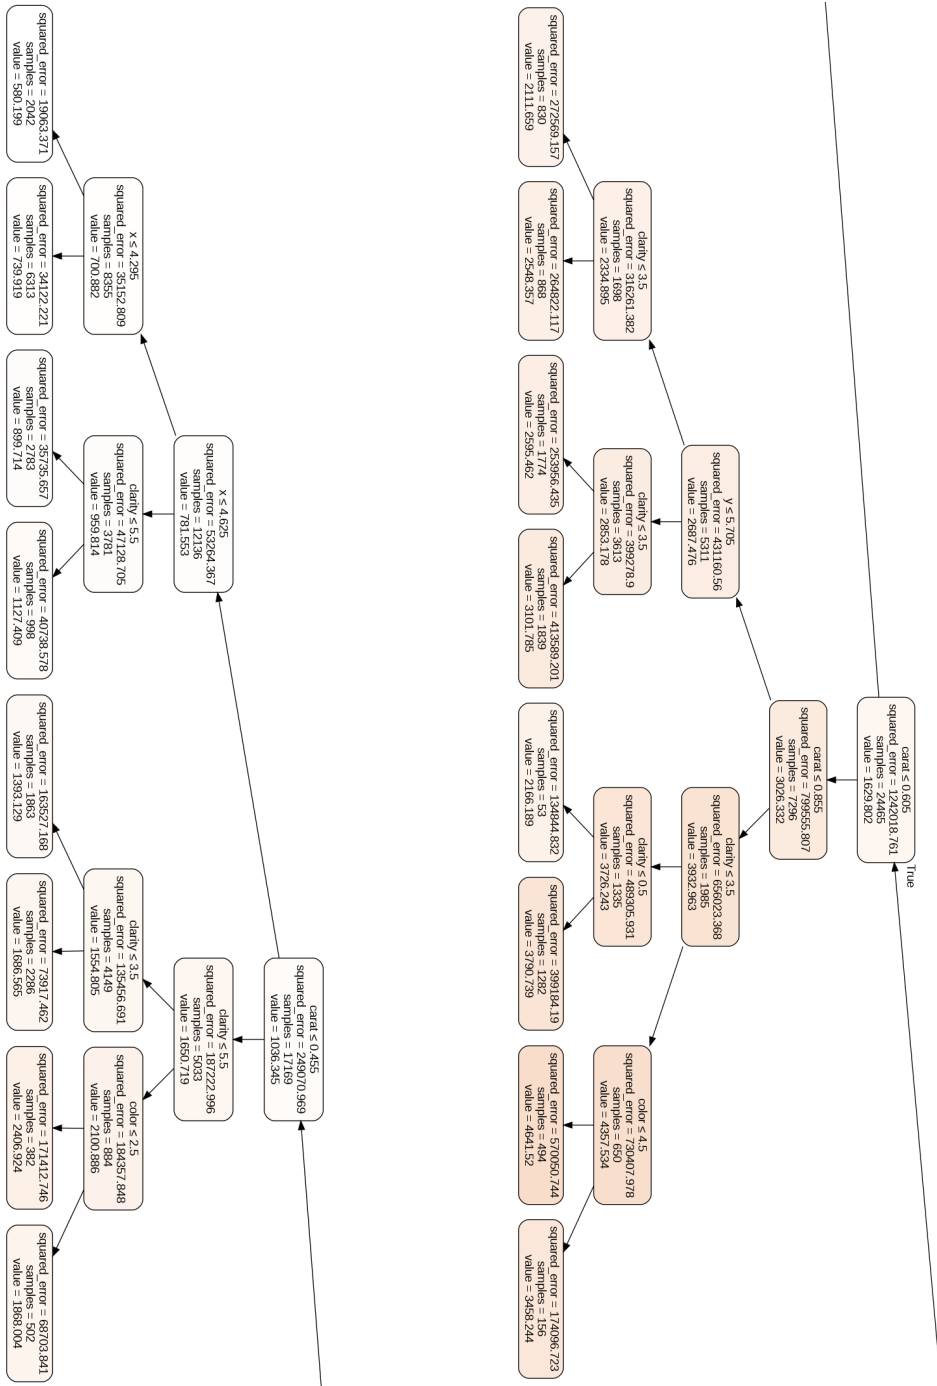 carat ≤ 0.605
squared_error = 1242018.761
samples = 24465
value = 1629.802
True
carat ≤ 0.855
squared_error = 799555.807
samples = 7296
value = 3026.332
y ≤ 5.705
squared_error = 431160.56
samples = 5311
value = 2687.476
clarity ≤ 3.5
squared_error = 656023.368
samples = 1985
value = 3932.963
clarity ≤ 3.5
squared_error = 316261.382
samples = 1698
value = 2334.895
clarity ≤ 3.5
squared_error = 399278.9
samples = 3613
value = 2853.178
clarity ≤ 0.5
squared_error = 489305.931
samples = 1335
value = 3726.243
color ≤ 4.5
squared_error = 730407.978
samples = 650
value = 4357.534
squared_error = 272569.157
samples = 830
value = 2111.659
squared_error = 264822.117
samples = 868
value = 2548.357
squared_error = 253956.435
samples = 1774
value = 2595.462
squared_error = 413589.201
samples = 1839
value = 3101.785
squared_error = 134844.832
samples = 53
value = 2166.189
squared_error = 399184.19
samples = 1282
value = 3790.739
squared_error = 570050.744
samples = 494
value = 4641.52
squared_error = 174096.723
samples = 156
value = 3458.244
carat ≤ 0.455
squared_error = 249070.969
samples = 17169
value = 1036.345
x ≤ 4.625
squared_error = 53264.367
samples = 12136
value = 781.553
clarity ≤ 5.5
squared_error = 187222.996
samples = 5033
value = 1650.719
x ≤ 4.295
squared_error = 35152.809
samples = 8355
value = 700.882
clarity ≤ 5.5
squared_error = 47128.705
samples = 3781
value = 959.814
clarity ≤ 3.5
squared_error = 135456.691
samples = 4149
value = 1554.805
color ≤ 2.5
squared_error = 184357.848
samples = 884
value = 2100.886
squared_error = 19063.371
samples = 2042
value = 580.199
squared_error = 34122.221
samples = 6313
value = 739.919
squared_error = 35735.657
samples = 2783
value = 899.714
squared_error = 40738.578
samples = 998
value = 1127.409
squared_error = 163527.168
samples = 1863
value = 1393.129
squared_error = 73917.462
samples = 2286
value = 1686.565
squared_error = 171412.746
samples = 382
value = 2406.924
squared_error = 68703.841
samples = 502
value = 1868.004